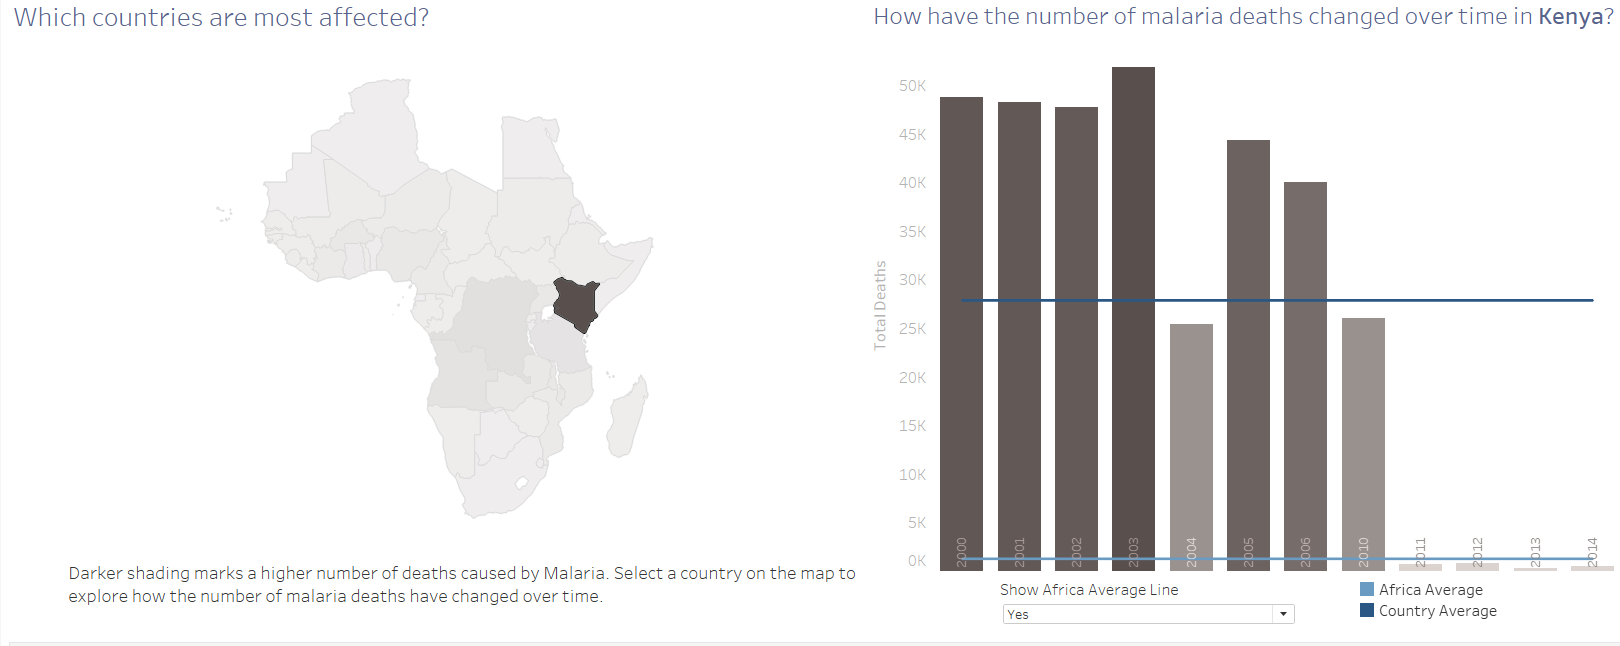 Which countries are most affected?
How have the number of malaria deaths changed over time in Kenya?
50K
45K
40K
35K
30K
25K
20K
15K
10K
5K
0K
Total Deaths
2000
2001
2002
2003
2004
2005
2006
2010
2011
2012
2013
2014
Darker shading marks a higher number of deaths caused by Malaria. Select a country on the map to
explore how the number of malaria deaths have changed over time.
Show Africa Average Line
Yes
Africa Average
Country Average